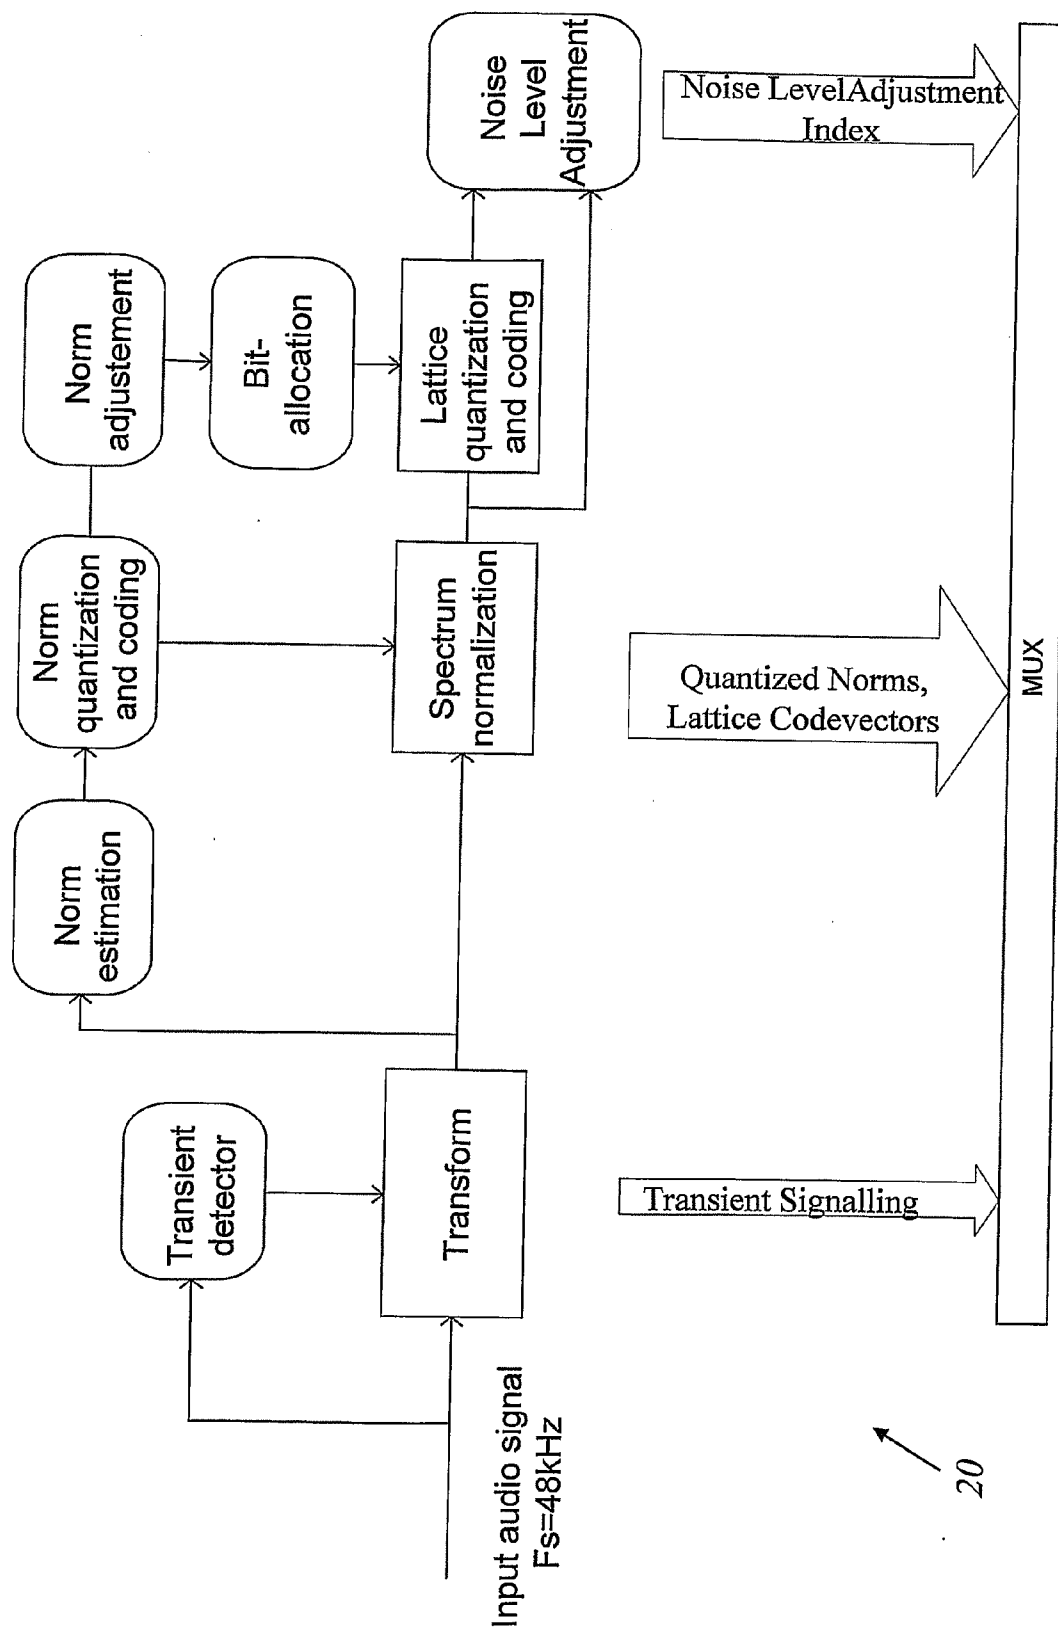 Input audio signal
Fs=48kHz
Transient
detector
Transform
Norm
estimation
Norm
quantization
and coding
Norm
adjustement
Bit-
allocation
Spectrum
normalization
Lattice
quantization
and coding
Noise
Level
Adjustment
Transient Signalling
Quantized Norms,
Lattice Codevectors
Noise LevelAdjustment
Index
MUX
20